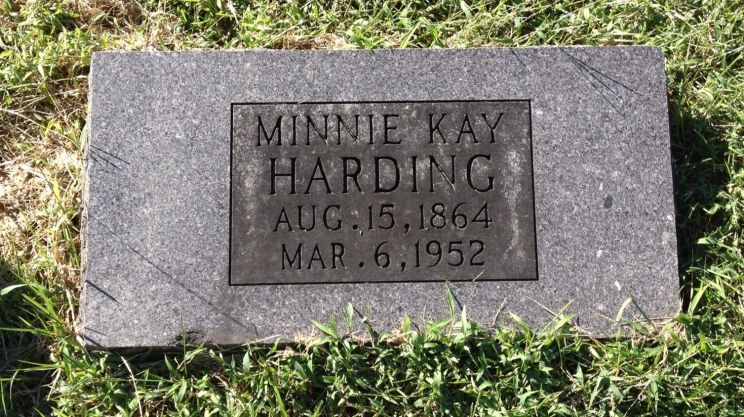 MINNIE KAY
HARDING
AUG. 15, 1864
MAR. 6, 1952